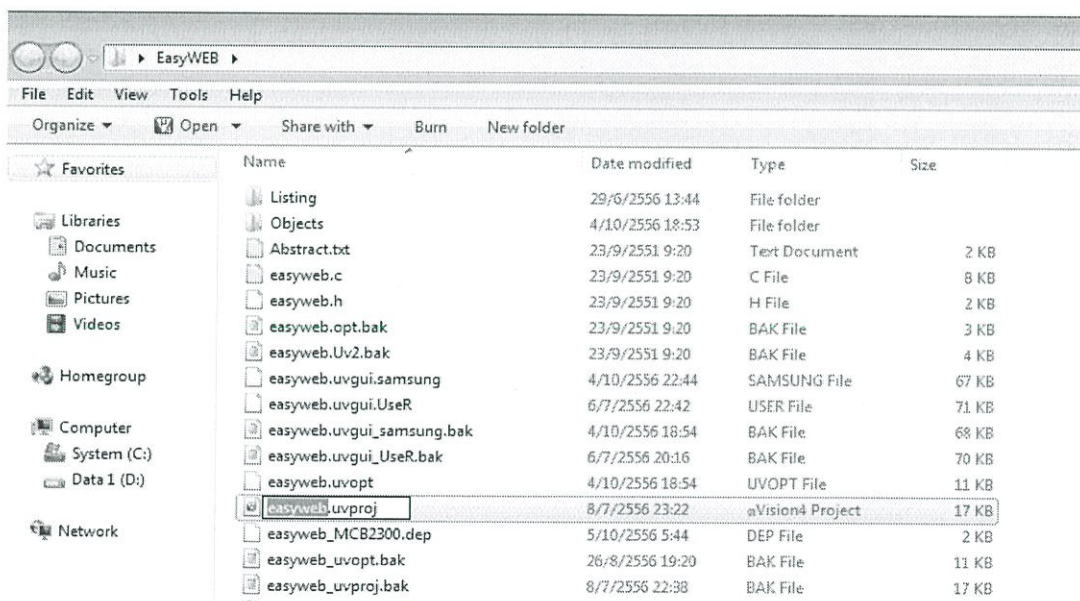 EasyWEB
File Edit View Tools Help
Organize Open Share with Burn New folder
Favorites
Libraries
Documents
Music
Pictures
Videos
Homegroup
Computer
System (C:)
Data 1 (D:)
Network
Name Date modified Type Size
Listing 29/6/2556 13:44 File folder
Objects 4/10/2556 18:53 File folder
Abstract.txt 23/9/2551 9:20 Text Document 2 KB
easyweb.c 23/9/2551 9:20 C File 8 KB
easyweb.h 23/9/2551 9:20 H File 2 KB
easyweb.opt.bak 23/9/2551 9:20 BAK File 3 KB
easyweb.Uv2.bak 23/9/2551 9:20 BAK File 4 KB
easyweb.uvgui.samsung 4/10/2556 22:44 SAMSUNG File 67 KB
easyweb.uvgui.UseR 6/7/2556 22:42 USER File 71 KB
easyweb.uvgui_samsung.bak 4/10/2556 18:54 BAK File 68 KB
easyweb.uvgui_UseR.bak 6/7/2556 20:16 BAK File 70 KB
easyweb.uvopt 4/10/2556 18:54 UVOPT File 11 KB
easyweb.uvproj 8/7/2556 23:22 µVision4 Project 17 KB
easyweb_MCB2300.dep 5/10/2556 5:44 DEP File 2 KB
easyweb_uvopt.bak 26/8/2556 19:20 BAK File 11 KB
easyweb_uvproj.bak 8/7/2556 22:38 BAK File 17 KB